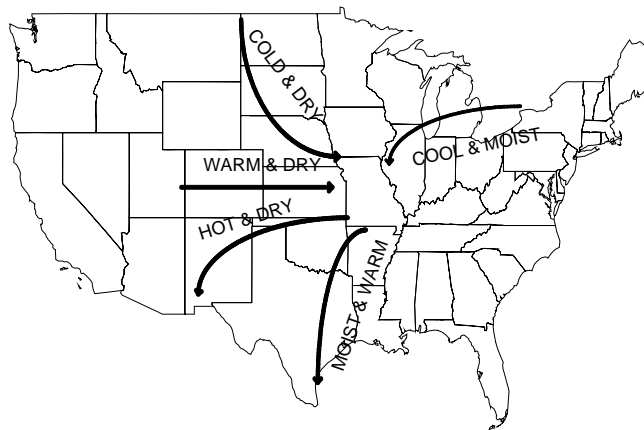 COLD & DRY
COOL & MOIST
WARM & DRY
HOT & DRY
MOIST & WARM